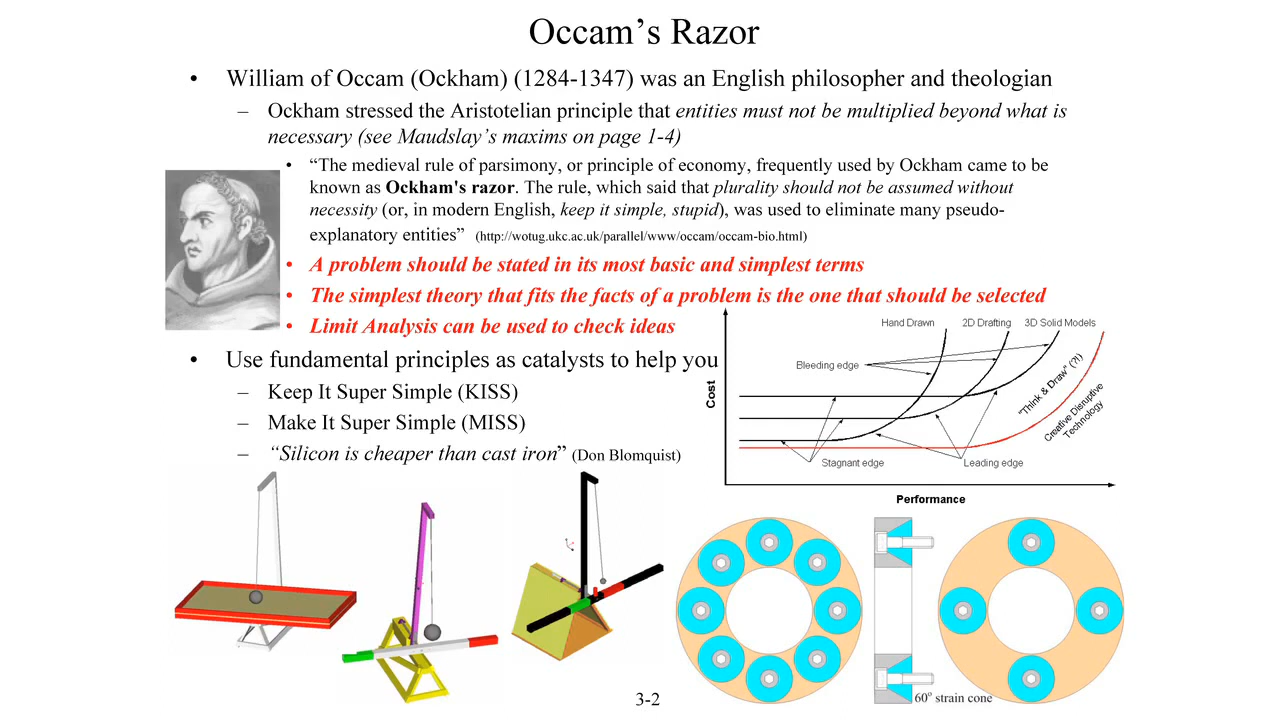 Occam’s Razor
• William of Occam (Ockham) (1284-1347) was an English philosopher and theologian
– Ockham stressed the Aristotelian principle that entities must not be multiplied beyond what is
necessary (see Maudslay’s maxims on page 1-4)
• “The medieval rule of parsimony, or principle of economy, frequently used by Ockham came to be
known as Ockham's razor. The rule, which said that plurality should not be assumed without
necessity (or, in modern English, keep it simple, stupid), was used to eliminate many pseudo-
explanatory entities” (http://wotug.ukc.ac.uk/parallel/www/occam/occam-bio.html)
• A problem should be stated in its most basic and simplest terms
• The simplest theory that fits the facts of a problem is the one that should be selected
• Limit Analysis can be used to check ideas
• Use fundamental principles as catalysts to help you
– Keep It Super Simple (KISS)
– Make It Super Simple (MISS)
– “Silicon is cheaper than cast iron” (Don Blomquist)
Hand Drawn 2D Drafting 3D Solid Models
Bleeding edge
"Think & Draw" (?!)
Creative Disruptive
Technology
Cost
Stagnant edge Leading edge
Performance
60° strain cone
3-2